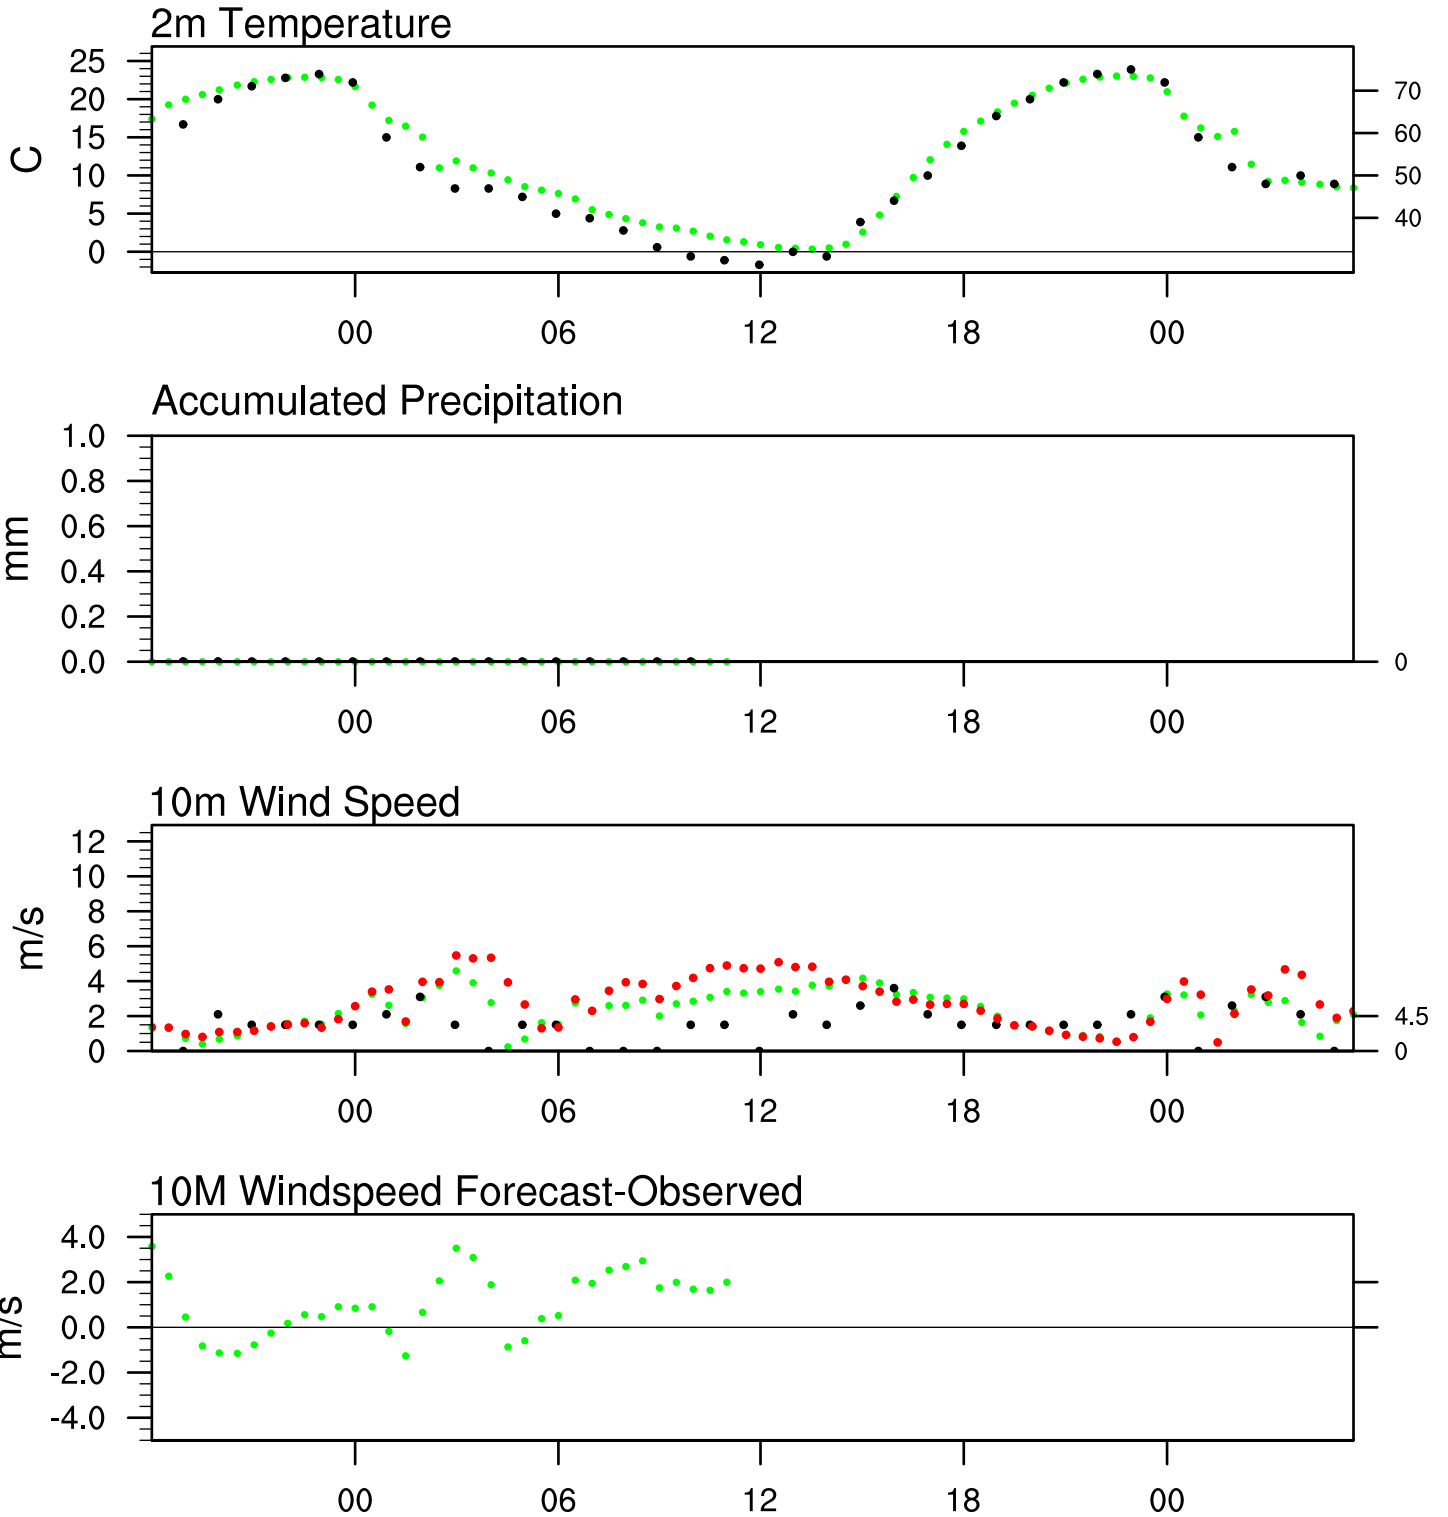 2m Temperature
25
20
15
10
5
0
C
70
60
50
40
00 06 12 18 00
Accumulated Precipitation
1.0
0.8
0.6
0.4
0.2
0.0
mm
0
00 06 12 18 00
10m Wind Speed
12
10
8
6
4
2
0
m/s
4.5
0
00 06 12 18 00
10M Windspeed Forecast-Observed
4.0
2.0
0.0
-2.0
-4.0
m/s
00 06 12 18 00